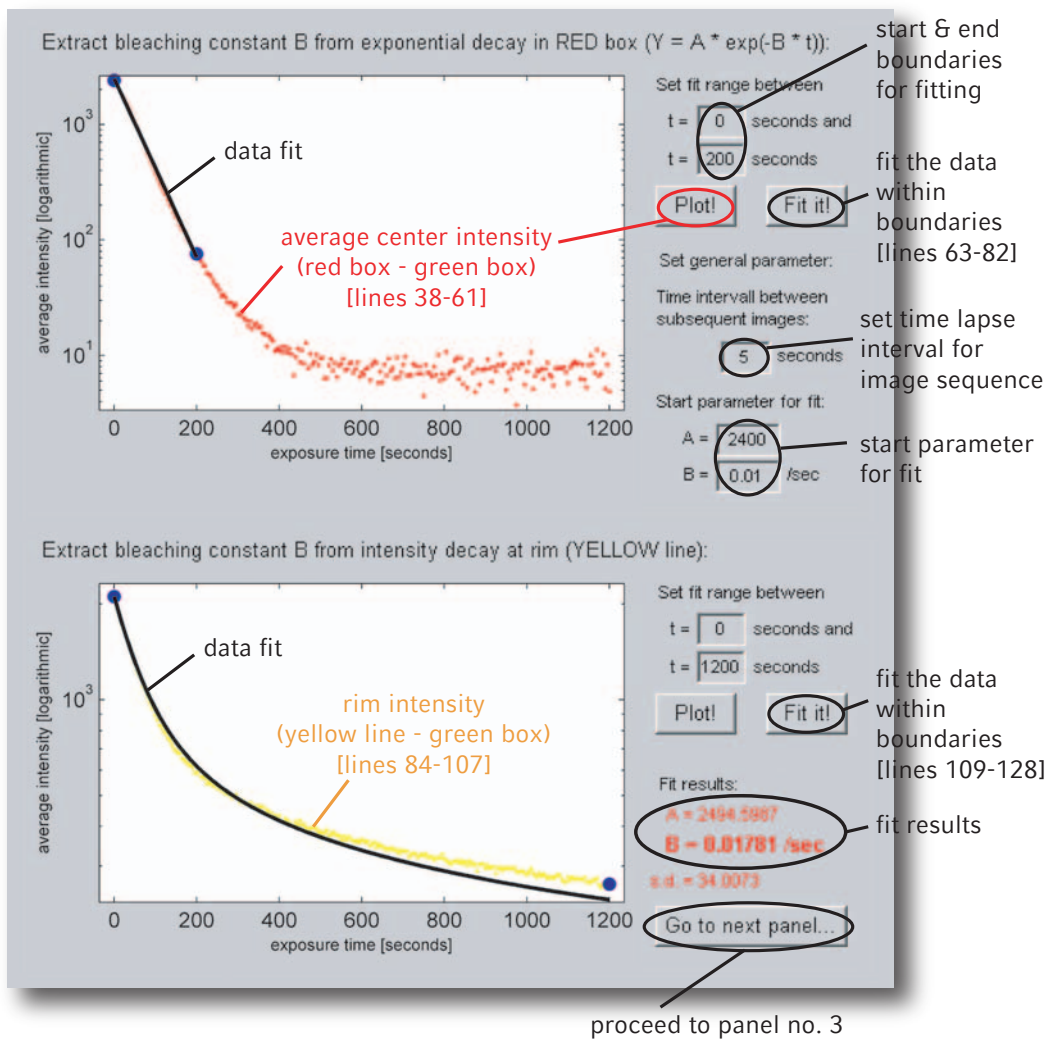 Extract bleaching constant B from exponential decay in RED box (Y = A * exp(-B * t)):
start & end
boundaries
for fitting
Set fit range between
t = 0 seconds and
t = 200 seconds
Plot!
Fit it!
fit the data
within
boundaries
[lines 63-82]
data fit
average center intensity
(red box - green box)
[lines 38-61]
Set general parameter:
Time intervall between
subsequent images:
5 seconds
set time lapse
interval for
image sequence
Start parameter for fit:
A = 2400
B = 0.01 /sec
start parameter
for fit
average intensity [logarithmic]
10³
10²
10¹
0 200 400 600 800 1000 1200
exposure time [seconds]
Extract bleaching constant B from intensity decay at rim (YELLOW line):
Set fit range between
t = 0 seconds and
t = 1200 seconds
Plot!
Fit it!
fit the data
within
boundaries
[lines 109-128]
data fit
rim intensity
(yellow line - green box)
[lines 84-107]
Fit results:
A = 2494.5987
B = 0.01781 /sec
s.d. = 34.0073
fit results
Go to next panel...
average intensity [logarithmic]
10³
0 200 400 600 800 1000 1200
exposure time [seconds]
proceed to panel no. 3